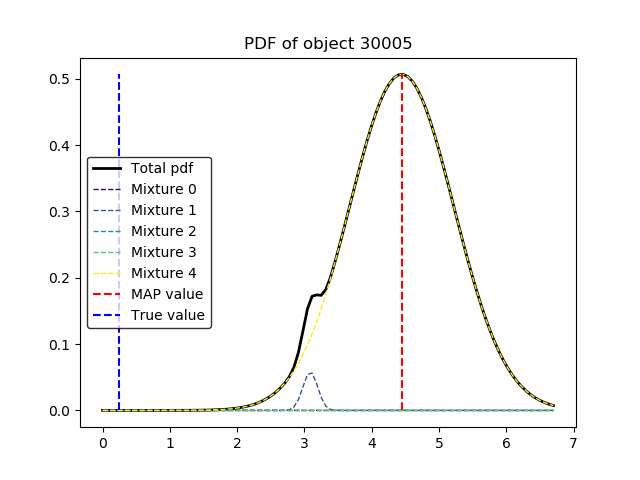 PDF of object 30005
0.5
0.4
0.3
0.2
0.1
0.0
Total pdf
Mixture 0
Mixture 1
Mixture 2
Mixture 3
Mixture 4
MAP value
True value
0 1 2 3 4 5 6 7